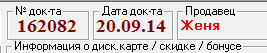 № док-та Дата док-та Продавец
162082 20.09.14 Женя
Информация о диск.карте / скидке / бонусе